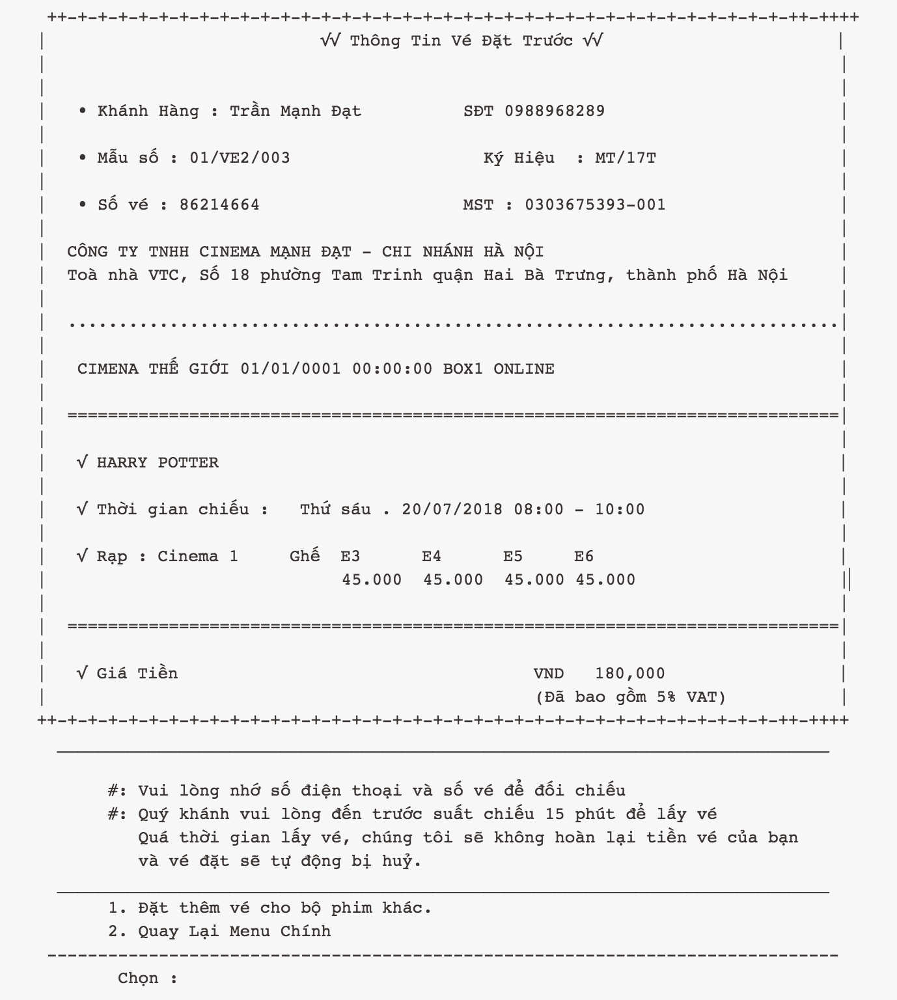 ++-+-+-+-+-+-+-+-+-+-+-+-+-+-+-+-+-+-+-+-+-+-+-+-+-+-+-+-+-+-+-+-+-+-+-+-++-++++
| √√ Thông Tin Vé Đặt Trước √√ |
| |
| |
| • Khánh Hàng : Trần Mạnh Đạt SĐT 0988968289 |
| |
| • Mẫu số : 01/VE2/003 Ký Hiệu : MT/17T |
| |
| • Số vé : 86214664 MST : 0303675393-001 |
| |
| CÔNG TY TNHH CINEMA MẠNH ĐẠT - CHI NHÁNH HÀ NỘI |
| Toà nhà VTC, Số 18 phường Tam Trinh quận Hai Bà Trưng, thành phố Hà Nội |
| |
| ............................................................................|
| |
| CIMENA THẾ GIỚI 01/01/0001 00:00:00 BOX1 ONLINE |
| |
| ============================================================================|
| |
| √ HARRY POTTER |
| |
| √ Thời gian chiếu : Thứ sáu . 20/07/2018 08:00 - 10:00 |
| |
| √ Rạp : Cinema 1 Ghế E3 E4 E5 E6 |
| 45.000 45.000 45.000 45.000 |
| |
| ============================================================================|
| |
| √ Giá Tiền VND 180,000 |
| (Đã bao gồm 5% VAT) |
++-+-+-+-+-+-+-+-+-+-+-+-+-+-+-+-+-+-+-+-+-+-+-+-+-+-+-+-+-+-+-+-+-+-+-+-++-++++
____________________________________________________________________________
#: Vui lòng nhớ số điện thoại và số vé để đối chiếu
#: Quý khánh vui lòng đến trước suất chiếu 15 phút để lấy vé
Quá thời gian lấy vé, chúng tôi sẽ không hoàn lại tiền vé của bạn
và vé đặt sẽ tự động bị huỷ.
____________________________________________________________________________
1. Đặt thêm vé cho bộ phim khác.
2. Quay Lại Menu Chính
------------------------------------------------------------------------------
Chọn :